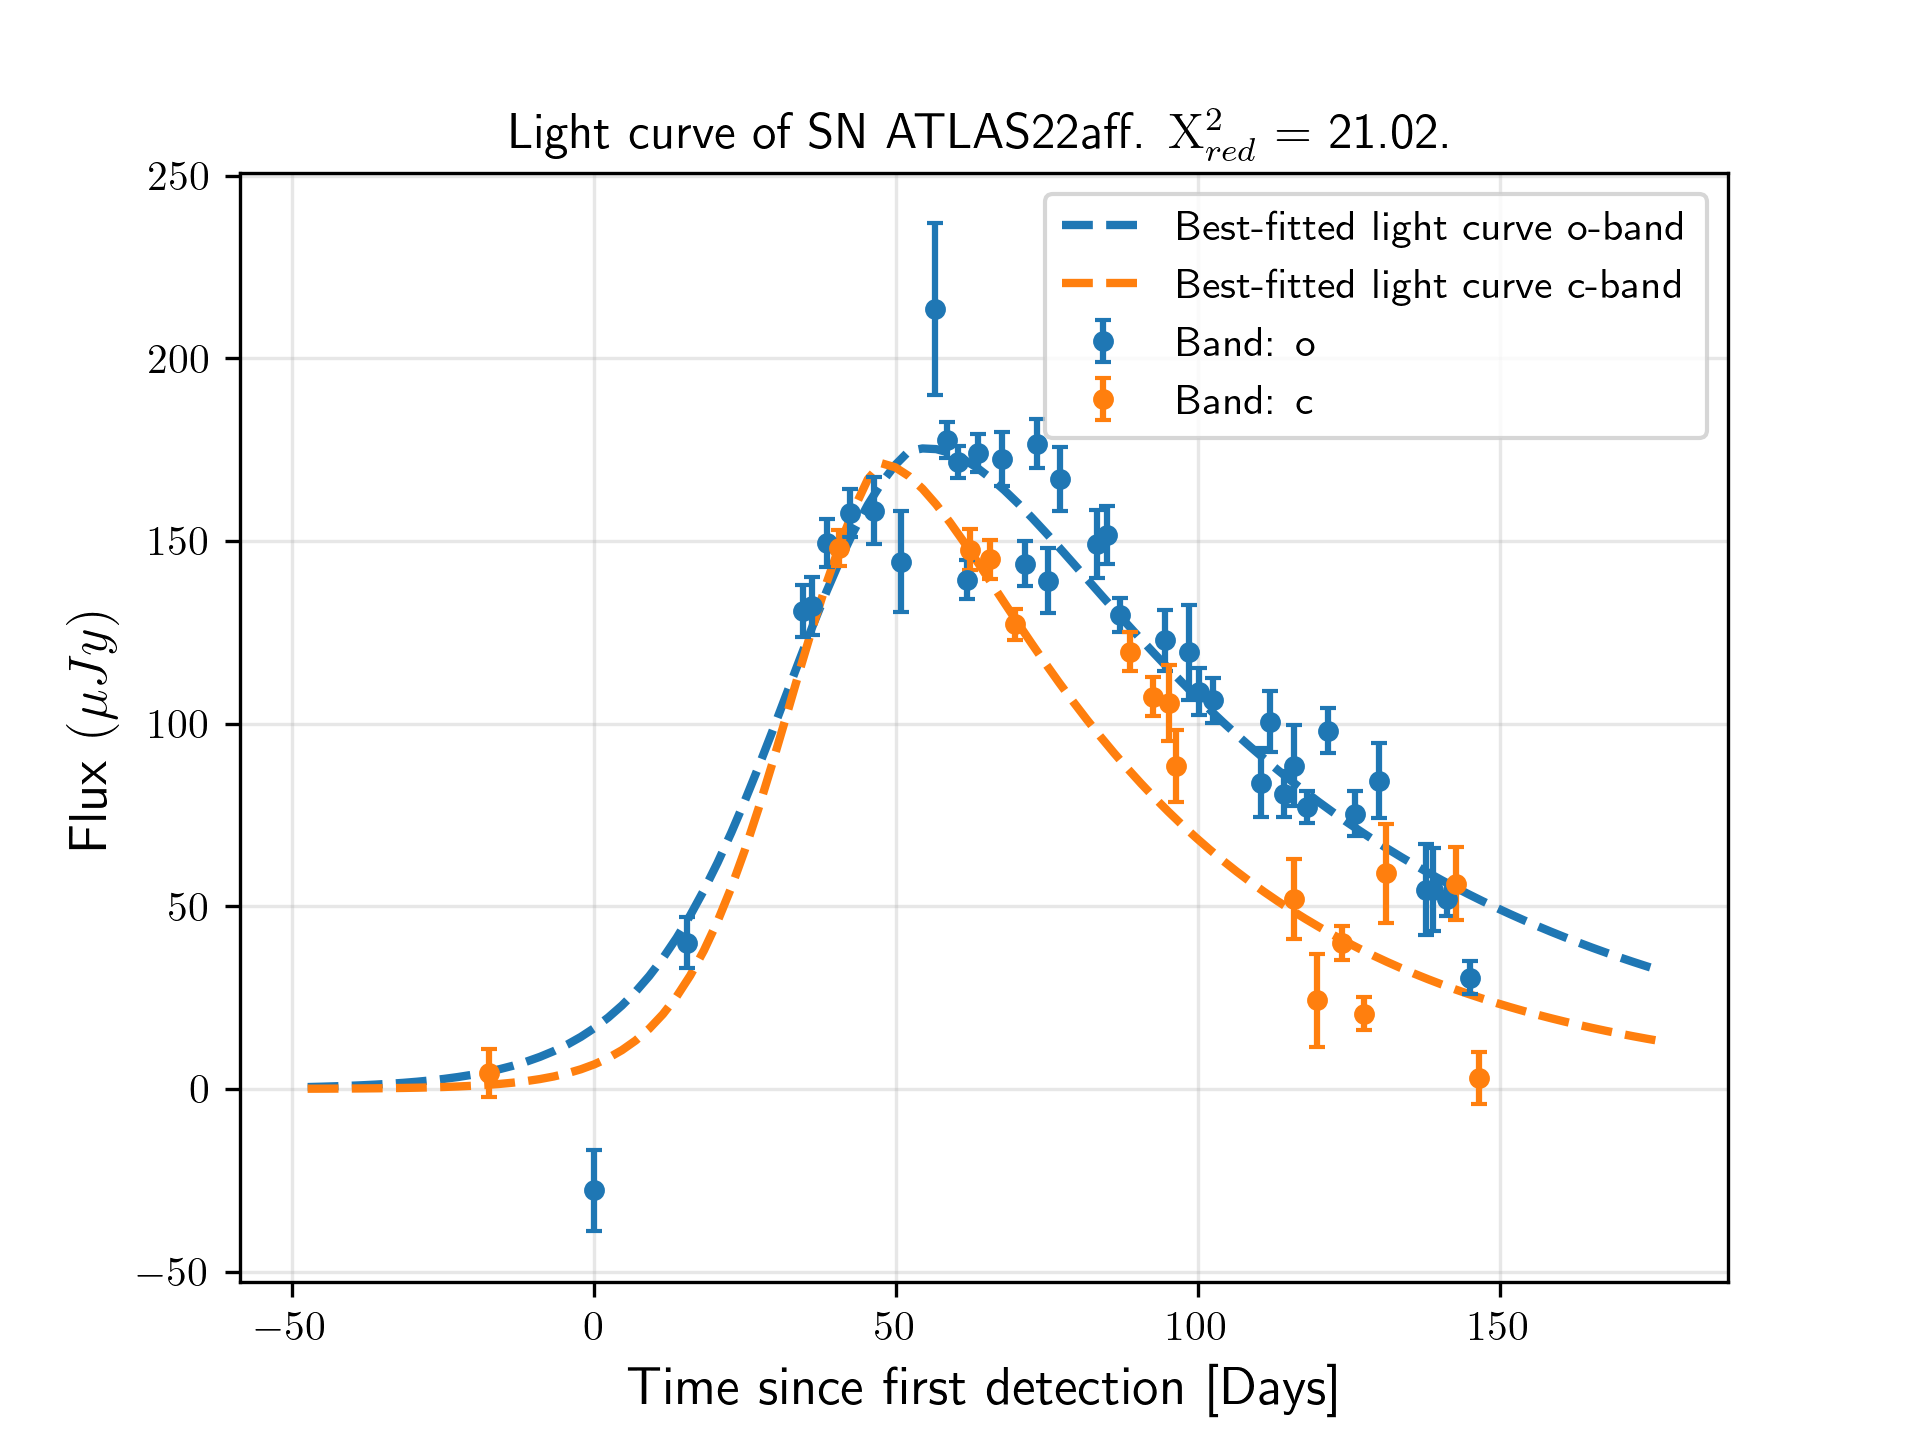 Light curve of SN ATLAS22aff. X²_red = 21.02.
250
200
150
100
50
0
−50
Flux (μJy)
Best-fitted light curve o-band
Best-fitted light curve c-band
Band: o
Band: c
−50
0
50
100
150
Time since first detection [Days]